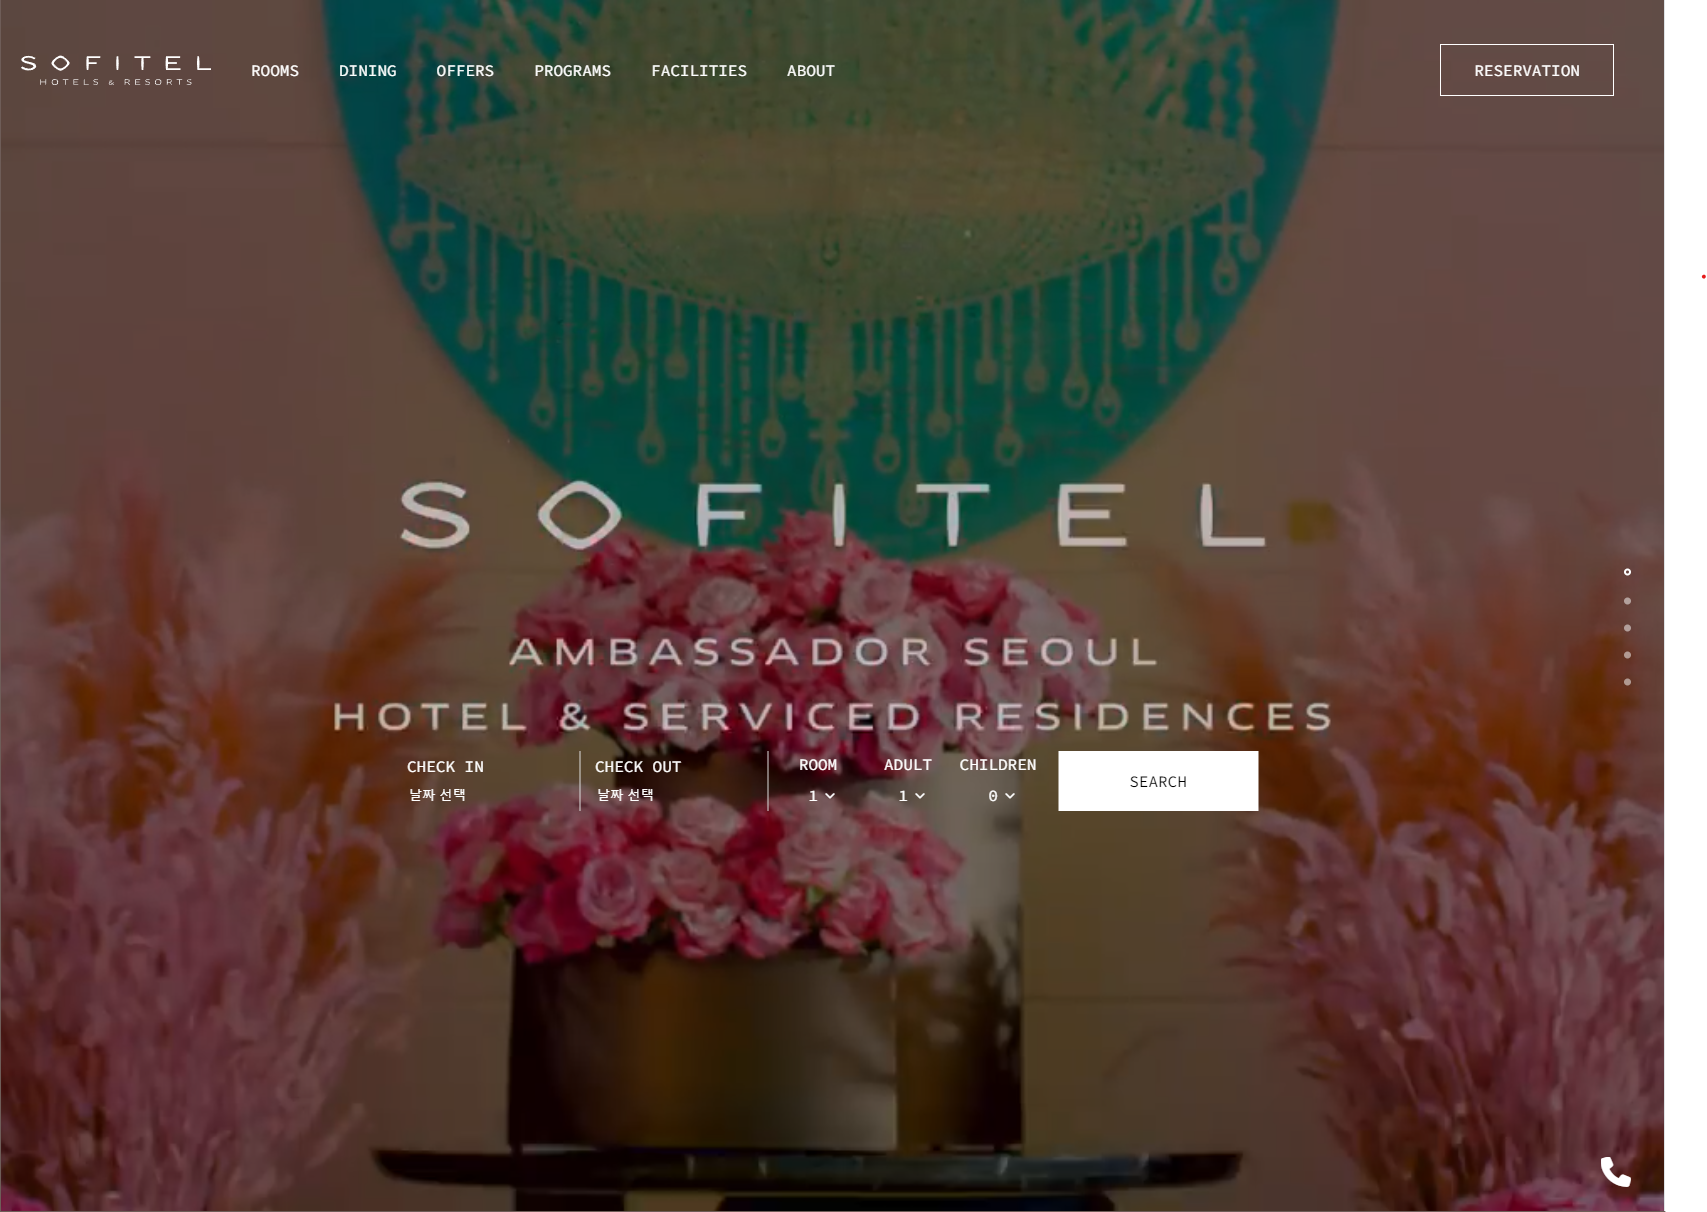 SOFITEL
HOTELS & RESORTS
ROOMS DINING OFFERS PROGRAMS FACILITIES ABOUT
RESERVATION
SOFITEL
AMBASSADOR SEOUL
HOTEL & SERVICED RESIDENCES
CHECK IN CHECK OUT ROOM ADULT CHILDREN
날짜 선택 날짜 선택 1 1 0
SEARCH